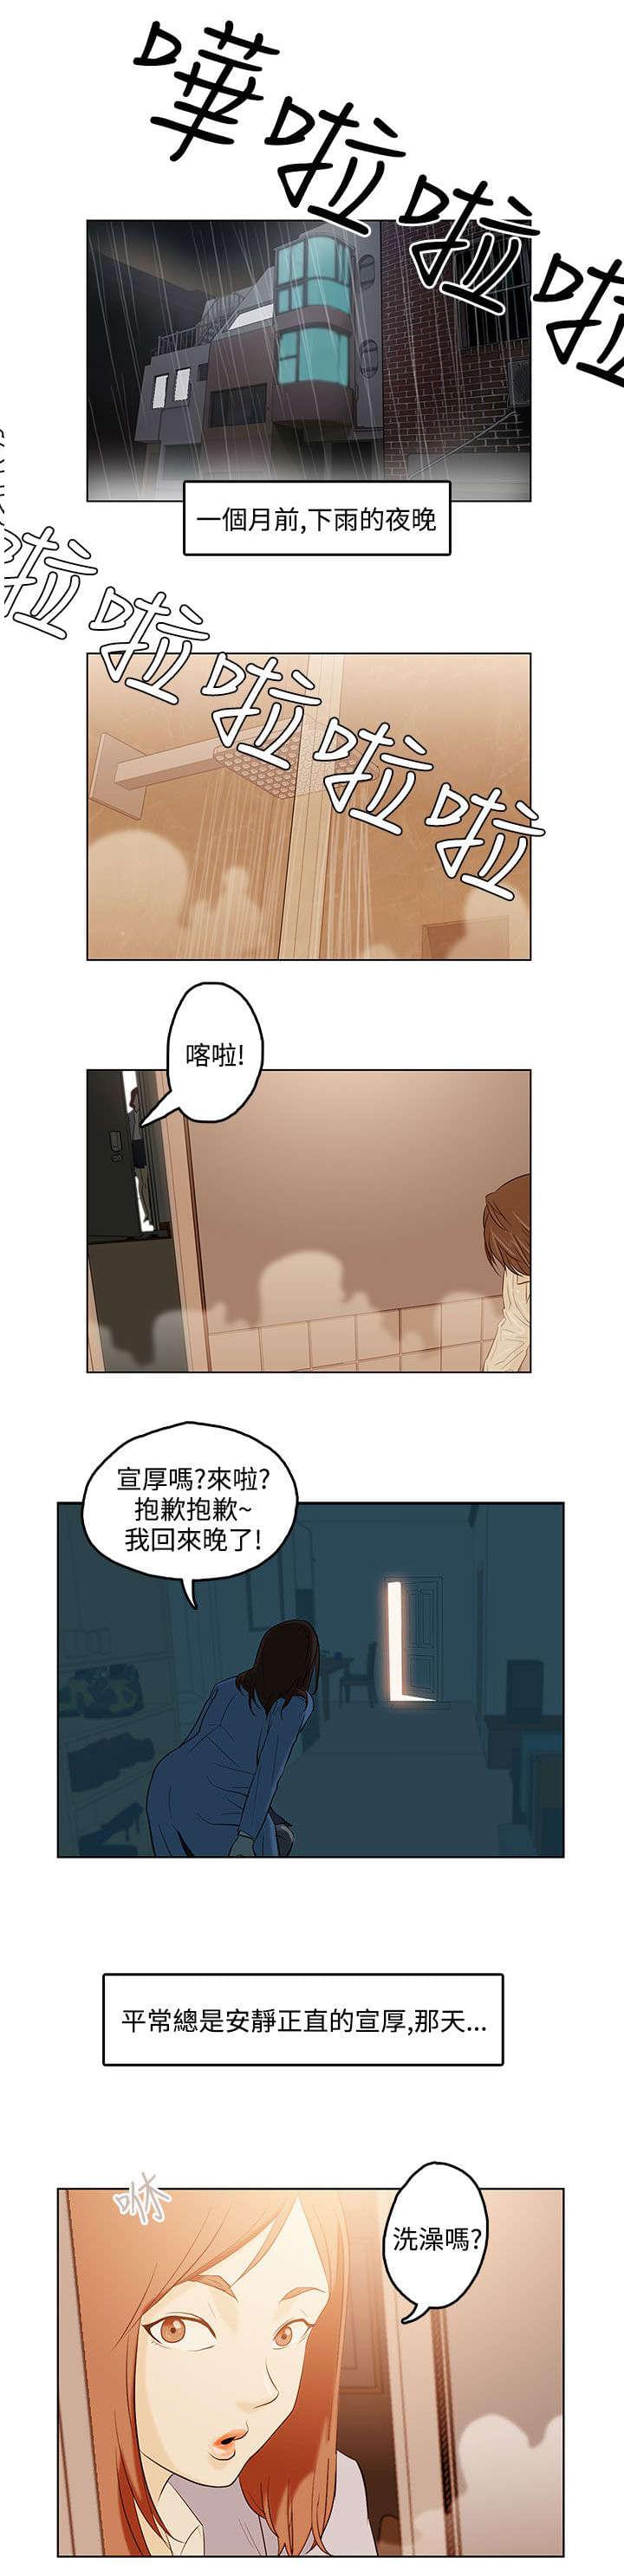 嘩啦啦啦
一個月前,下雨的夜晚
啦啦啦啦啦
喀啦!
宣厚嗎?來啦?
抱歉抱歉~
我回來晚了!
平常總是安靜正直的宣厚,那天...
咻
洗澡嗎?